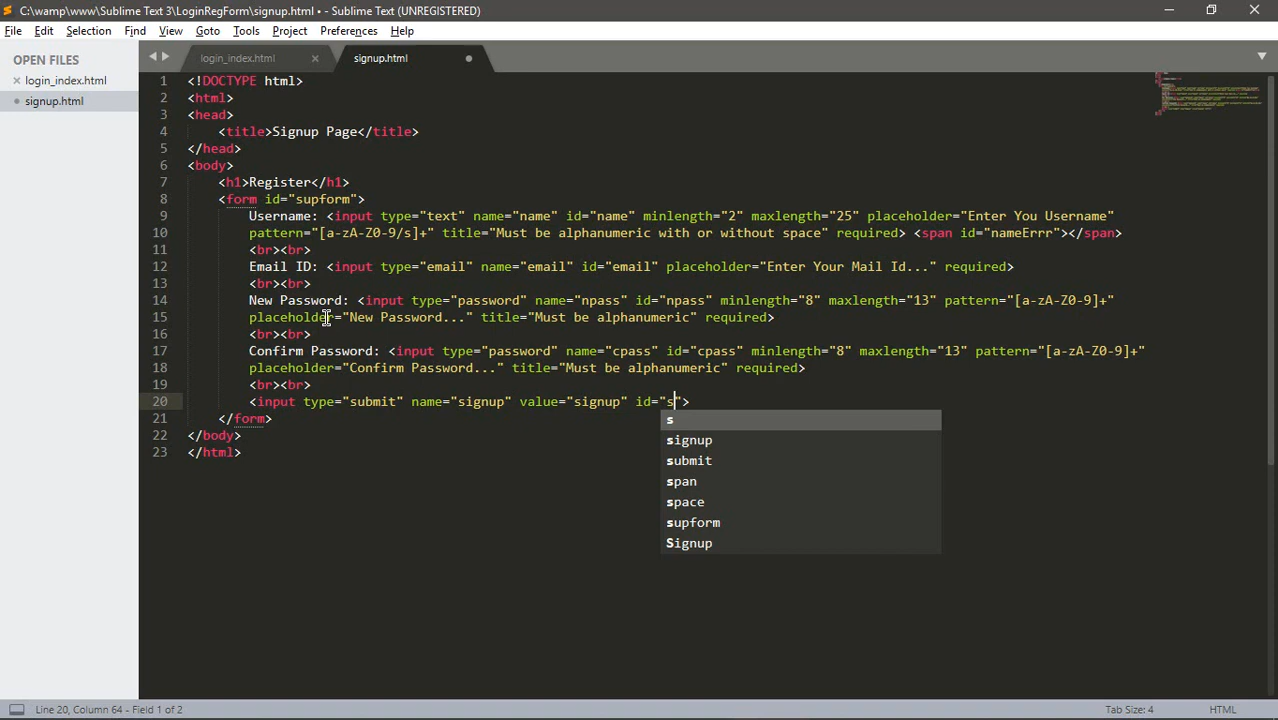 C:\wamp\www\Sublime Text 3\LoginRegForm\signup.html • - Sublime Text (UNREGISTERED)
File Edit Selection Find View Goto Tools Project Preferences Help
OPEN FILES
login_index.html
signup.html
login_index.html
signup.html
1 <!DOCTYPE html>
2 <html>
3 <head>
4 <title>Signup Page</title>
5 </head>
6 <body>
7 <h1>Register</h1>
8 <form id="supform">
9 Username: <input type="text" name="name" id="name" minlength="2" maxlength="25" placeholder="Enter You Username"
10 pattern="[a-zA-Z0-9/s]+" title="Must be alphanumeric with or without space" required> <span id="nameErrr"></span>
11 <br><br>
12 Email ID: <input type="email" name="email" id="email" placeholder="Enter Your Mail Id..." required>
13 <br><br>
14 New Password: <input type="password" name="npass" id="npass" minlength="8" maxlength="13" pattern="[a-zA-Z0-9]+"
15 placeholder="New Password..." title="Must be alphanumeric" required>
16 <br><br>
17 Confirm Password: <input type="password" name="cpass" id="cpass" minlength="8" maxlength="13" pattern="[a-zA-Z0-9]+"
18 placeholder="Confirm Password..." title="Must be alphanumeric" required>
19 <br><br>
20 <input type="submit" name="signup" value="signup" id="s">
21 </form>
22 </body>
23 </html>
s
signup
submit
span
space
supform
Signup
Line 20, Column 64 - Field 1 of 2
Tab Size: 4
HTML